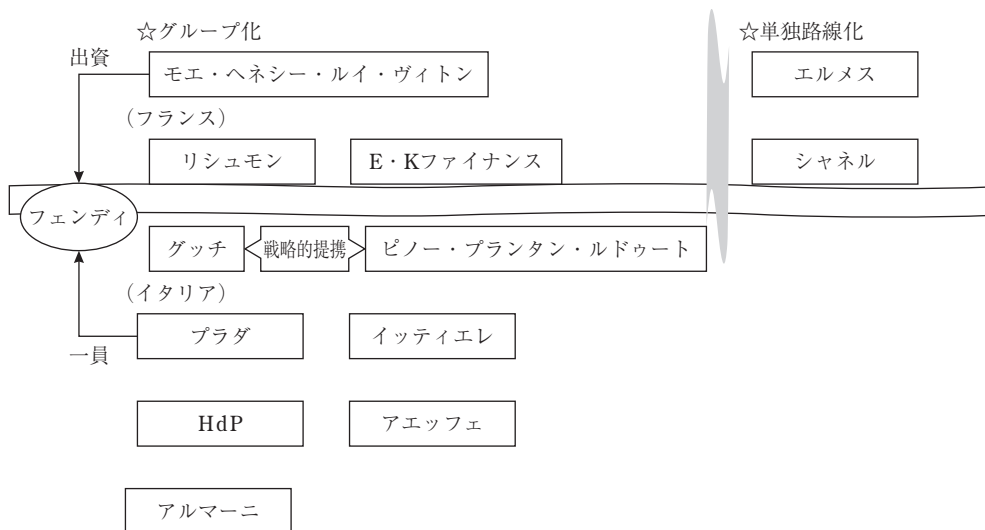 ☆グループ化
☆単独路線化
出資
モエ・ヘネシー・ルイ・ヴィトン
エルメス
（フランス）
リシュモン
E・Kファイナンス
シャネル
フェンディ
グッチ
戦略的提携
ピノー・プランタン・ルドゥート
（イタリア）
プラダ
イッティエレ
一員
HdP
アエッフェ
アルマーニ